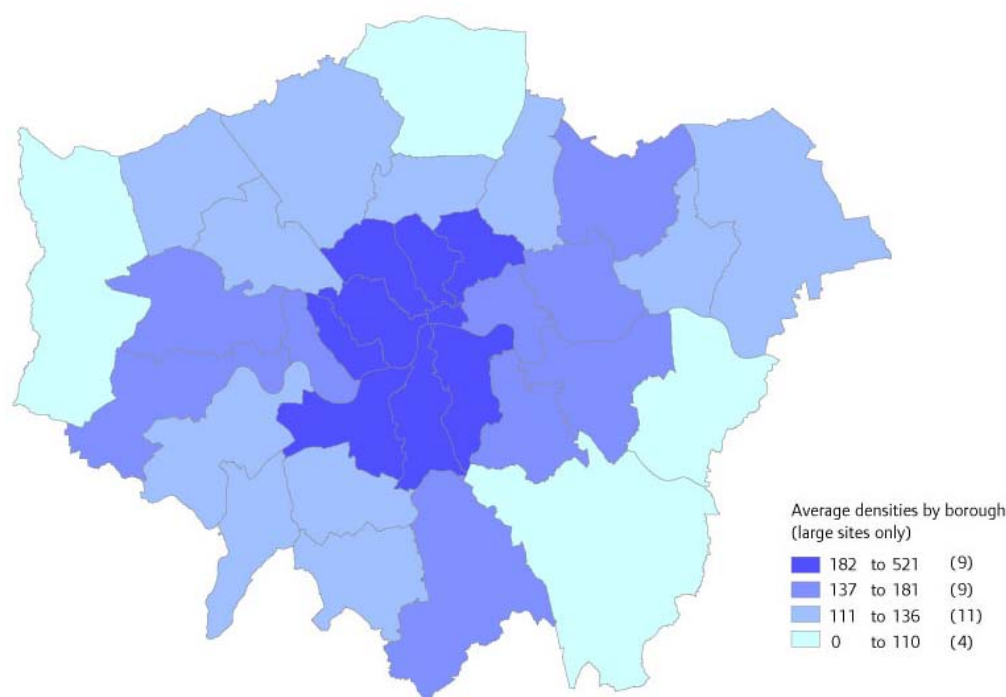 Average densities by borough
(large sites only)
182 to 521 (9)
137 to 181 (9)
111 to 136 (11)
0 to 110 (4)